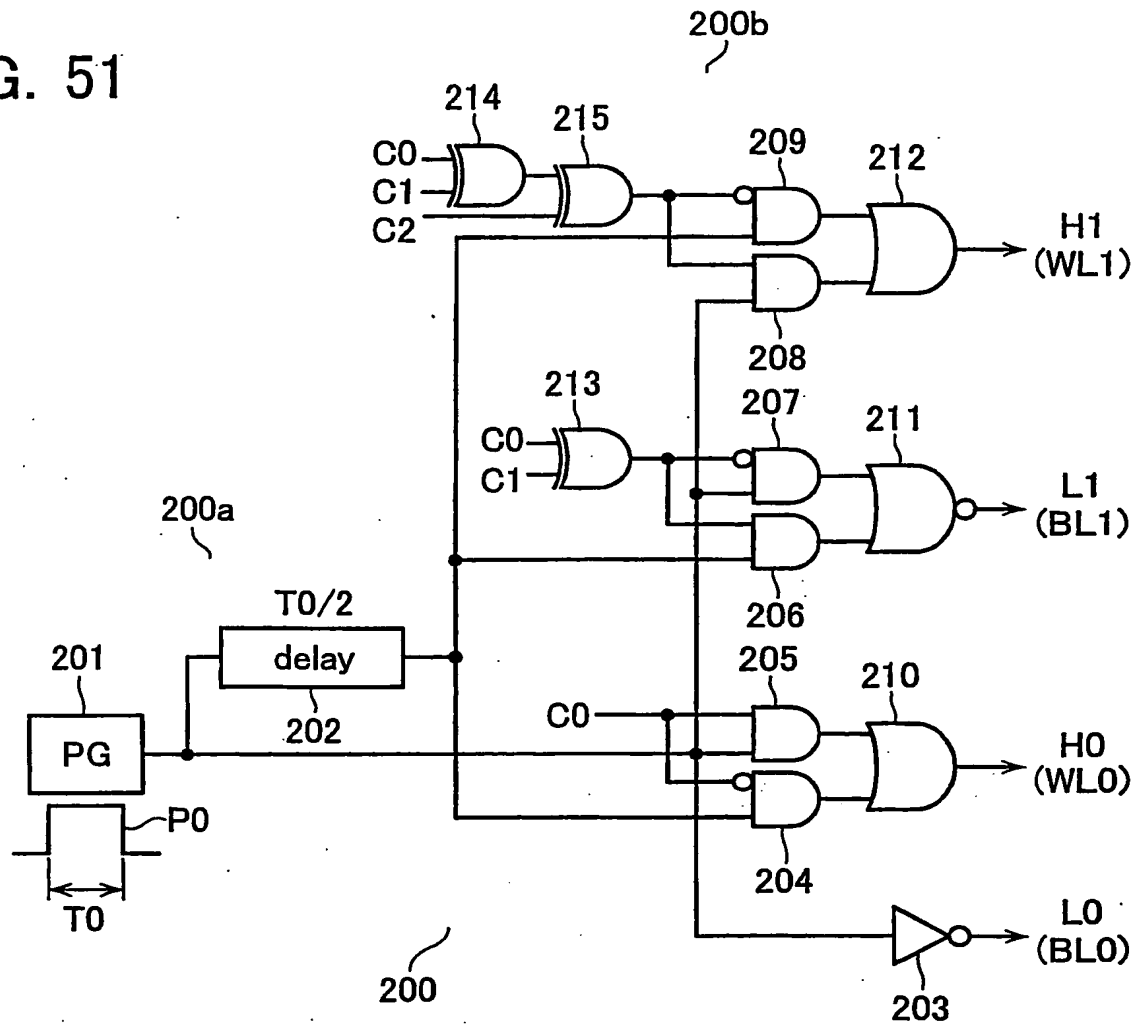 G. 51
200b
214
215
209
212
C0
C1
C2
H1
(WL1)
208
213
207
211
C0
C1
L1
(BL1)
200a
206
T0/2
delay
202
201
PG
205
210
C0
H0
(WL0)
P0
T0
204
L0
(BL0)
200
203